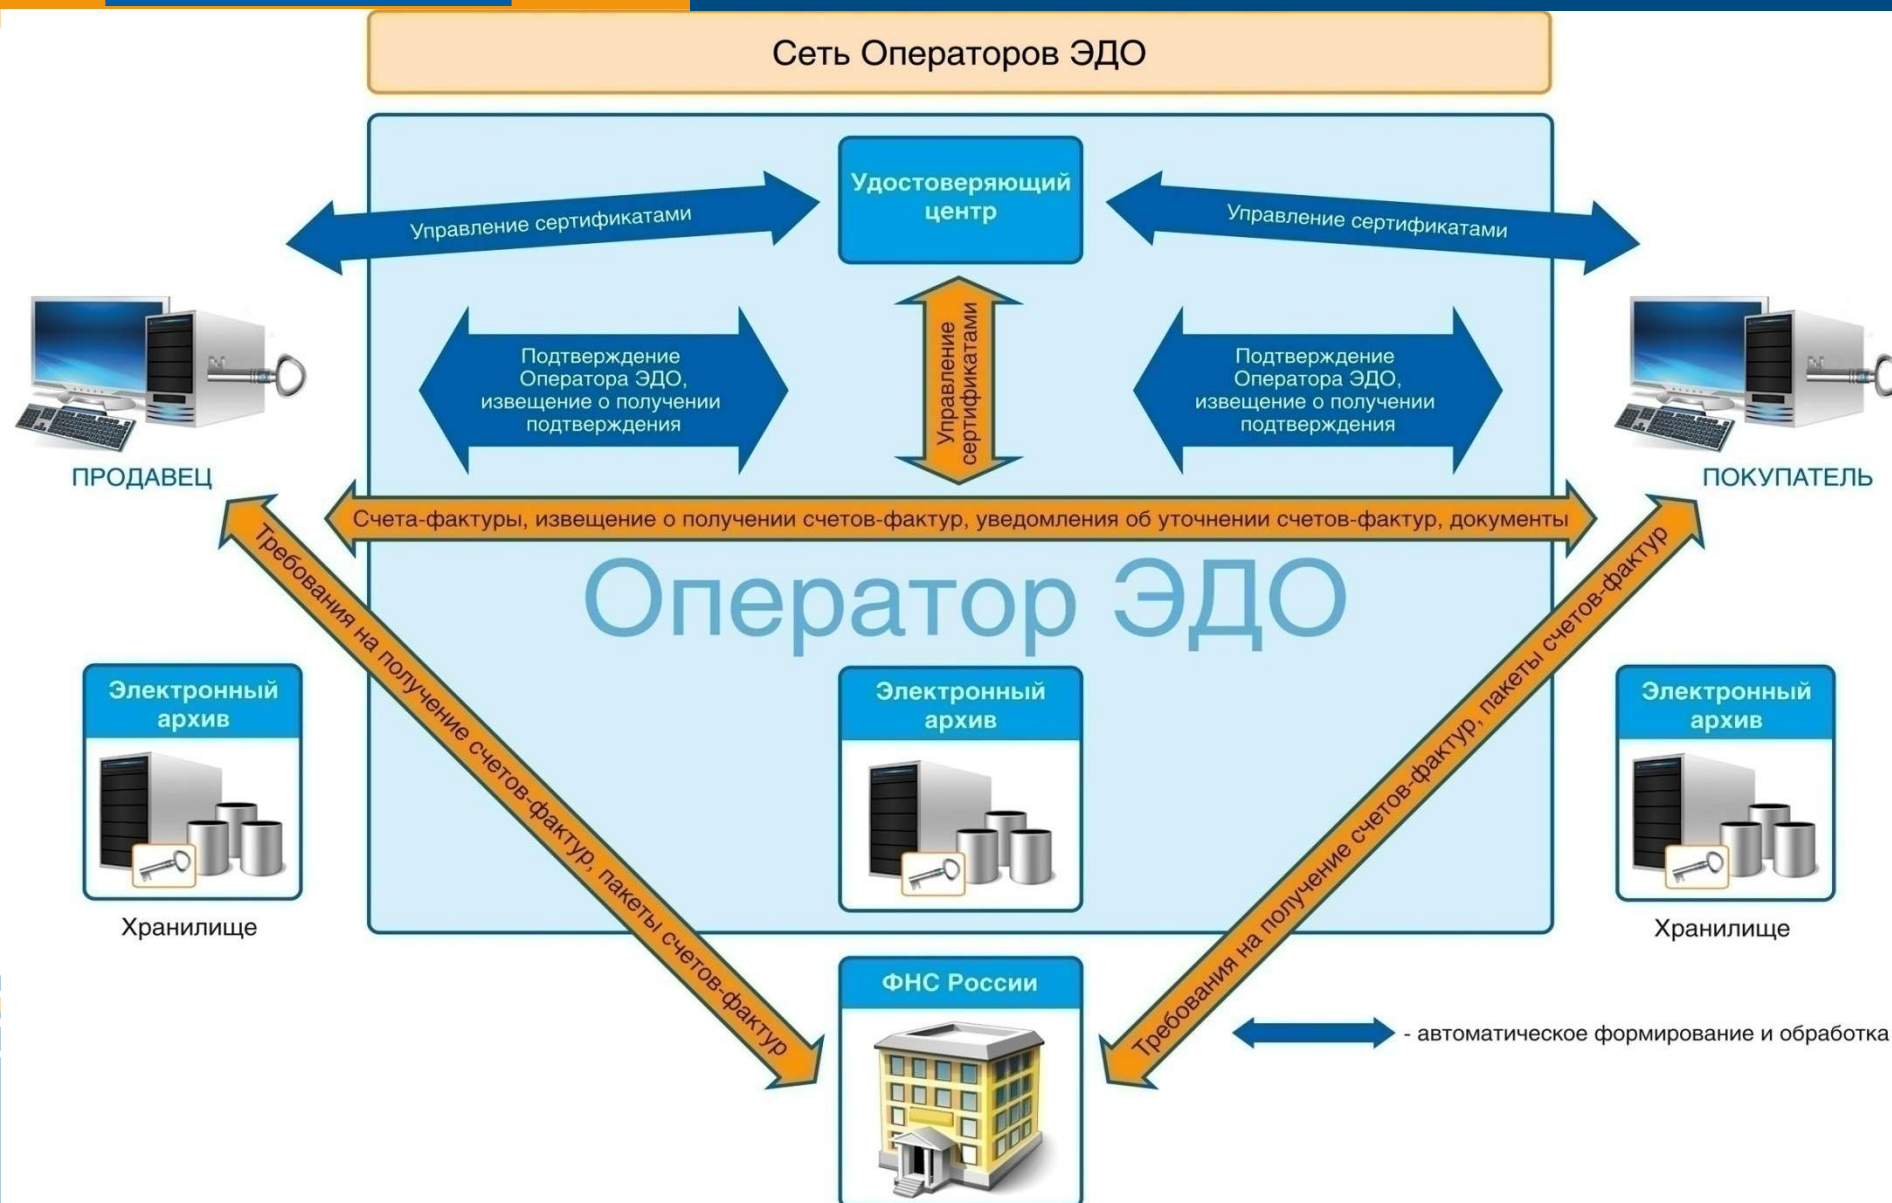 Сеть Операторов ЭДО
Удостоверяющий
центр
Управление сертификатами
Управление сертификатами
Подтверждение
Оператора ЭДО,
извещение о получении
подтверждения
Управление
сертификатами
Подтверждение
Оператора ЭДО,
извещение о получении
подтверждения
ПРОДАВЕЦ
ПОКУПАТЕЛЬ
Счета-фактуры, извещение о получении счетов-фактур, уведомления об уточнении счетов-фактур, документы
Оператор ЭДО
Требования на получение счетов-фактур, пакеты счетов-фактур
Требования на получение счетов-фактур, пакеты счетов-фактур
Электронный
архив
Хранилище
Электронный
архив
Электронный
архив
Хранилище
ФНС России
- автоматическое формирование и обработка